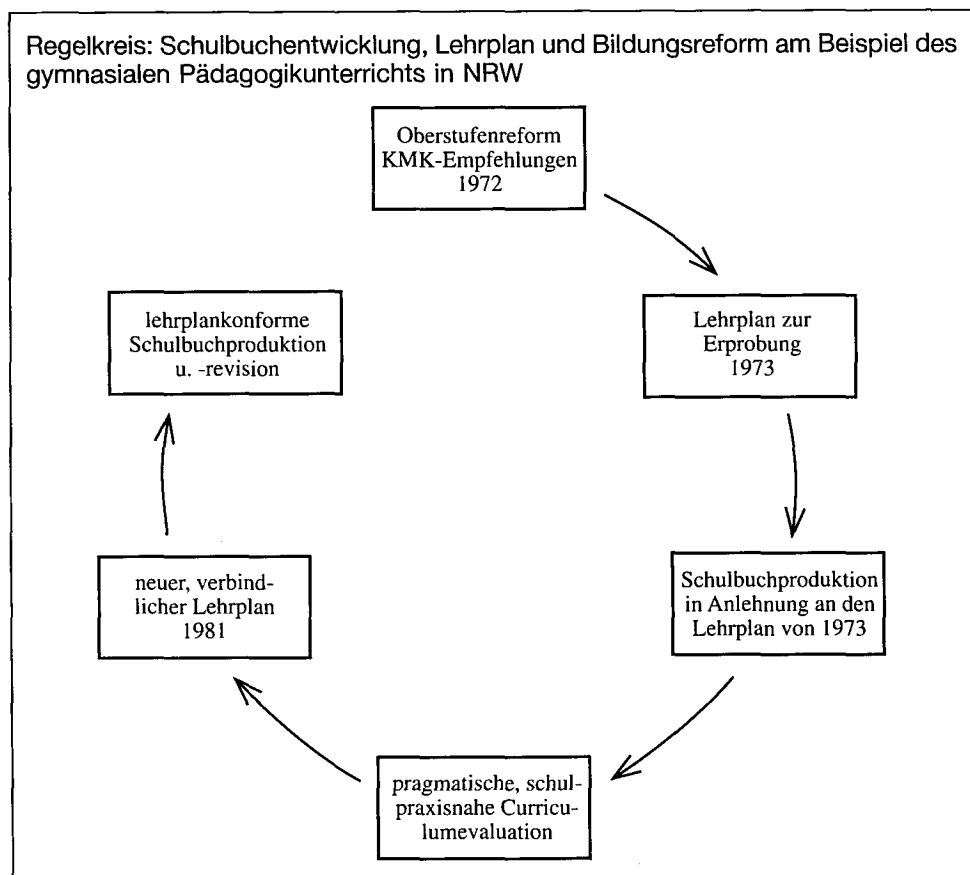 Regelkreis: Schulbuchentwicklung, Lehrplan und Bildungsreform am Beispiel des
gymnasialen Pädagogikunterrichts in NRW
Oberstufenreform
KMK-Empfehlungen
1972
Lehrplan zur
Erprobung
1973
Schulbuchproduktion
in Anlehnung an den
Lehrplan von 1973
pragmatische, schul-
praxisnahe Curricu-
lumevaluation
neuer, verbind-
licher Lehrplan
1981
lehrplankonforme
Schulbuchproduktion
u. -revision